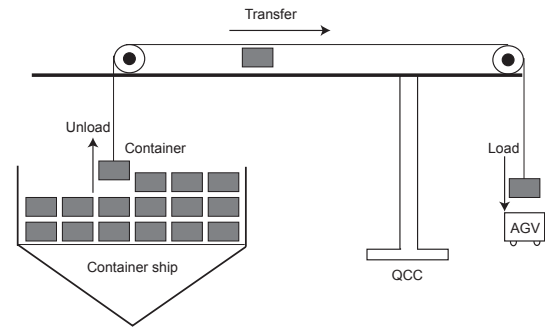 Transfer
Unload
Container
Load
AGV
Container ship
QCC